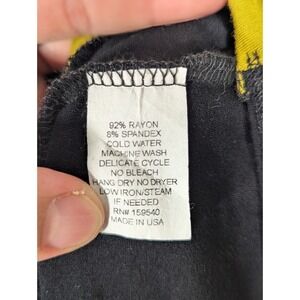 92% RAYON
8% SPANDEX
COLD WATER
MACHINE WASH
DELICATE CYCLE
NO BLEACH
HANG DRY NO DRYER
LOW IRON/STEAM
IF NEEDED
RN# 159540
MADE IN USA